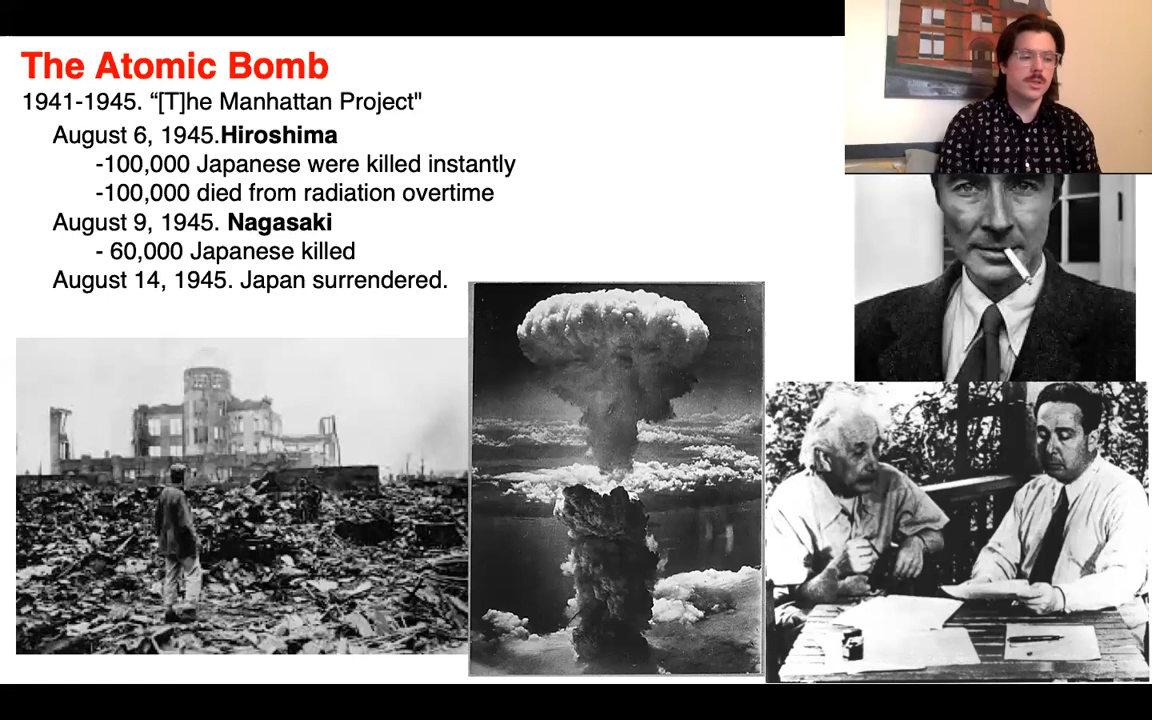 The Atomic Bomb
1941-1945. “[T]he Manhattan Project"
August 6, 1945.Hiroshima
-100,000 Japanese were killed instantly
-100,000 died from radiation overtime
August 9, 1945. Nagasaki
- 60,000 Japanese killed
August 14, 1945. Japan surrendered.